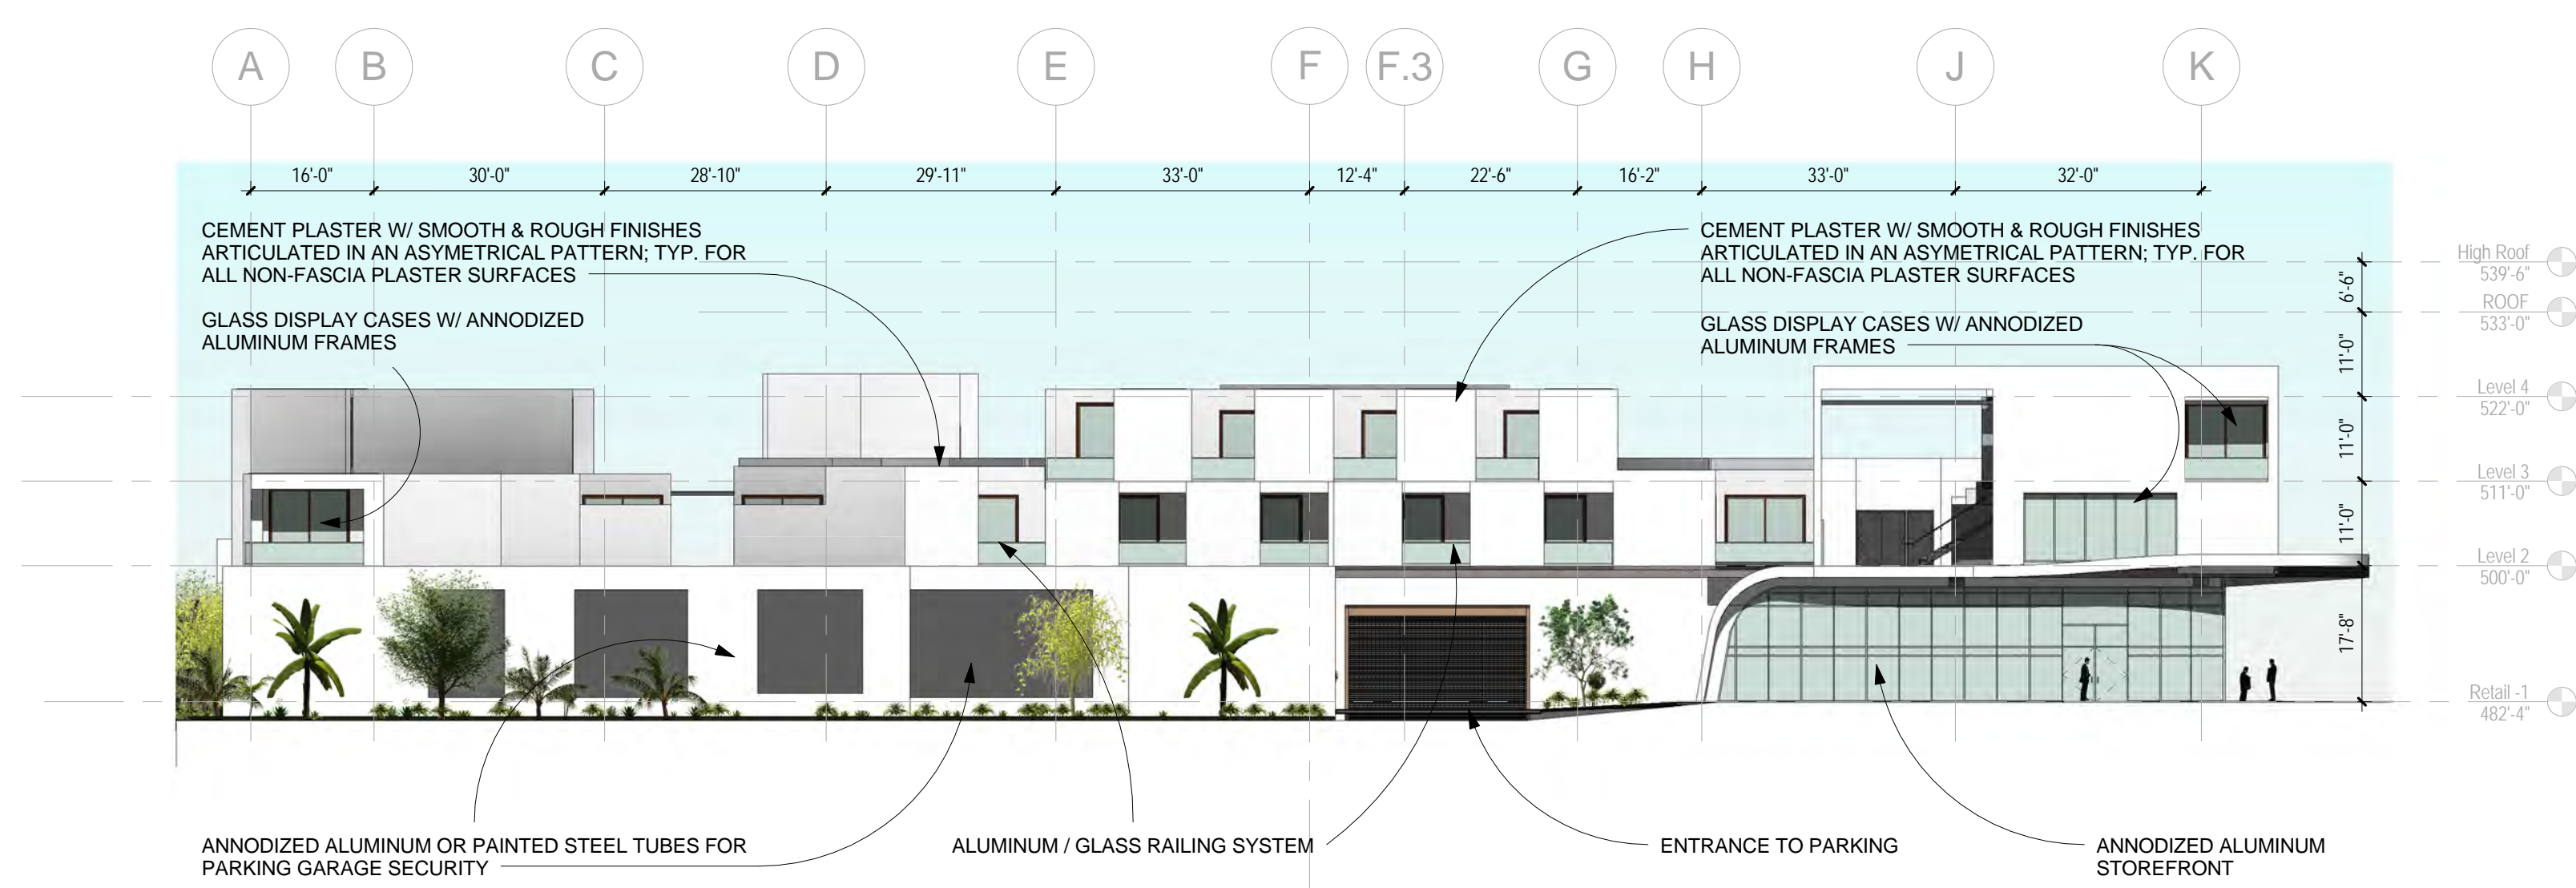 A B C D E F F.3 G H J K
16'-0" 30'-0" 28'-10" 29'-11" 33'-0" 12'-4" 22'-6" 16'-2" 33'-0" 32'-0"
CEMENT PLASTER W/ SMOOTH & ROUGH FINISHES
ARTICULATED IN AN ASYMETRICAL PATTERN; TYP. FOR
ALL NON-FASCIA PLASTER SURFACES
GLASS DISPLAY CASES W/ ANNODIZED
ALUMINUM FRAMES
CEMENT PLASTER W/ SMOOTH & ROUGH FINISHES
ARTICULATED IN AN ASYMETRICAL PATTERN; TYP. FOR
ALL NON-FASCIA PLASTER SURFACES
GLASS DISPLAY CASES W/ ANNODIZED
ALUMINUM FRAMES
6'-6"
11'-0"
11'-0"
11'-0"
17'-8"
High Roof
539'-6"
ROOF
533'-0"
Level 4
522'-0"
Level 3
511'-0"
Level 2
500'-0"
Retail -1
482'-4"
ANNODIZED ALUMINUM OR PAINTED STEEL TUBES FOR
PARKING GARAGE SECURITY
ALUMINUM / GLASS RAILING SYSTEM
ENTRANCE TO PARKING
ANNODIZED ALUMINUM
STOREFRONT